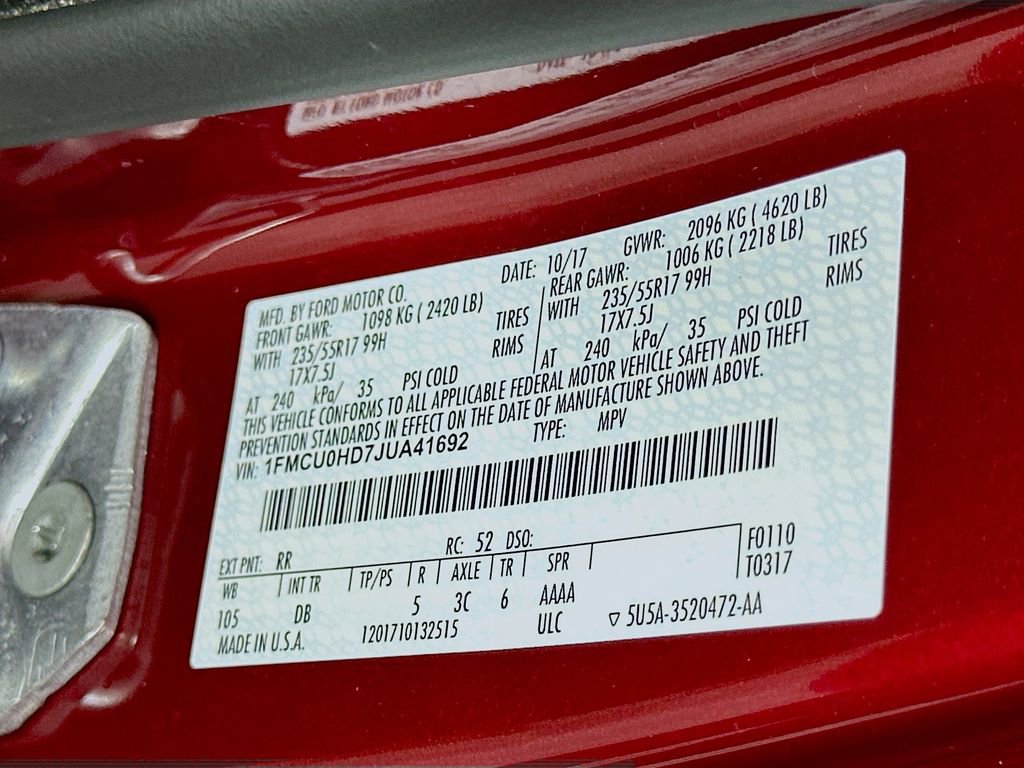 MFD. BY FORD MOTOR CO. DATE: 10/17 GVWR: 2096 KG ( 4620 LB)
FRONT GAWR: 1098 KG ( 2420 LB) REAR GAWR: 1006 KG ( 2218 LB)
WITH 235/55R17 99H TIRES WITH 235/55R17 99H TIRES
17X7.5J RIMS 17X7.5J RIMS
AT 240 kPa/ 35 PSI COLD AT 240 kPa/ 35 PSI COLD
THIS VEHICLE CONFORMS TO ALL APPLICABLE FEDERAL MOTOR VEHICLE SAFETY AND THEFT
PREVENTION STANDARDS IN EFFECT ON THE DATE OF MANUFACTURE SHOWN ABOVE.
VIN: 1FMCU0HD7JUA41692 TYPE: MPV
EXT PNT: RR RC: 52 DSO: F0110
WB INT TR TP/PS R AXLE TR SPR T0317
105 DB 5 3C 6 AAAA
MADE IN U.S.A. 1201710132515 ULC ▽ 5U5A-3520472-AA